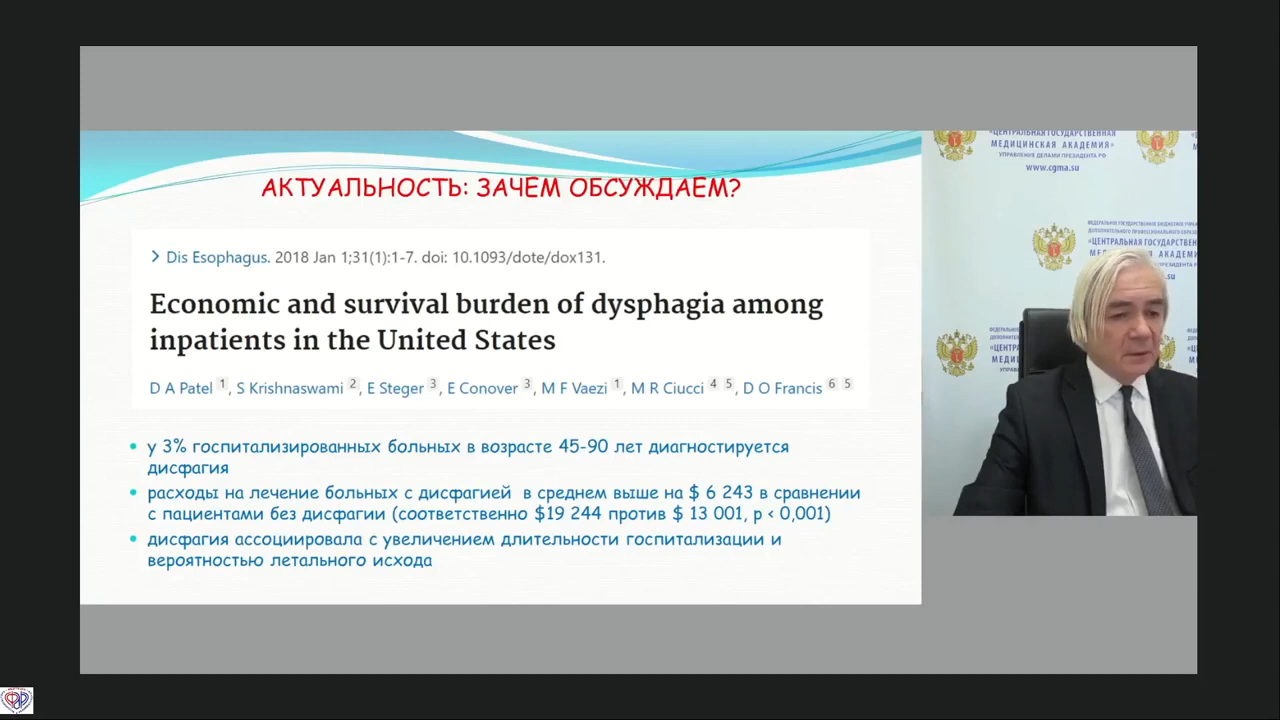 АКТУАЛЬНОСТЬ: ЗАЧЕМ ОБСУЖДАЕМ?
Dis Esophagus. 2018 Jan 1;31(1):1-7. doi: 10.1093/dote/dox131.
Economic and survival burden of dysphagia among
inpatients in the United States
D A Patel 1, S Krishnaswami 2, E Steger 3, E Conover 3, M F Vaezi 1, M R Ciucci 4 5, D O Francis 6 5
• у 3% госпитализированных больных в возрасте 45-90 лет диагностируется
дисфагия
• расходы на лечение больных с дисфагией в среднем выше на $ 6 243 в сравнении
с пациентами без дисфагии (соответственно $19 244 против $ 13 001, р < 0,001)
• дисфагия ассоциировала с увеличением длительности госпитализации и
вероятностью летального исхода
«ЦЕНТРАЛЬНАЯ ГОСУДАРСТВЕННАЯ
МЕДИЦИНСКАЯ АКАДЕМИЯ»
УПРАВЛЕНИЕ ДЕЛАМИ ПРЕЗИДЕНТА РФ
www.cgma.su
«ЦЕНТРАЛЬНАЯ ГОСУДАРСТВЕН